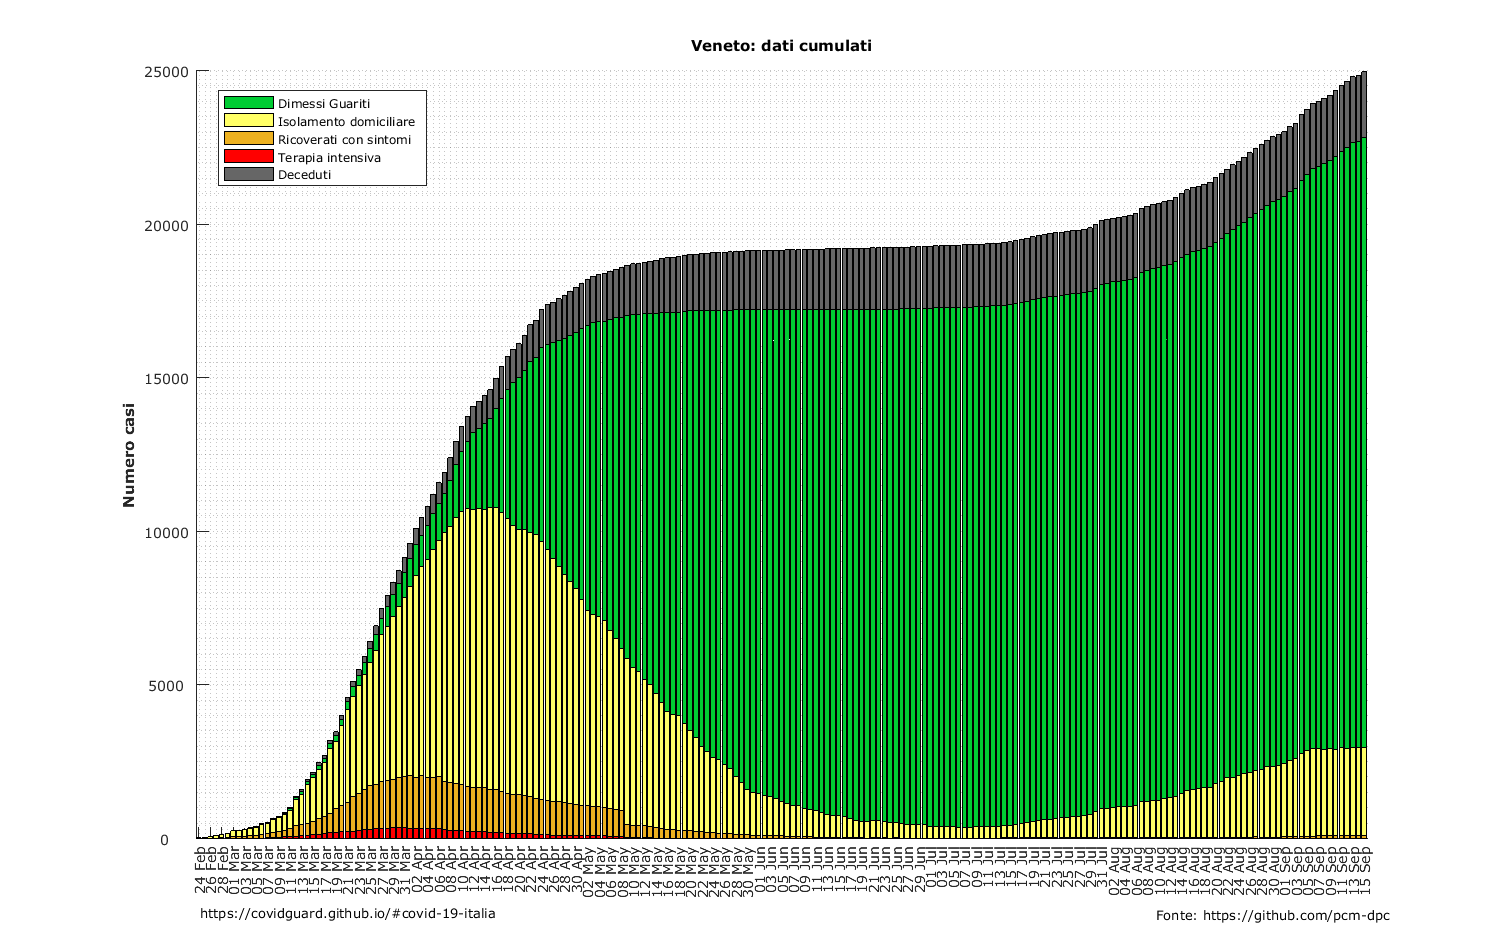 Veneto: dati cumulati
25000
20000
15000
10000
5000
0
Numero casi
Dimessi Guariti
Isolamento domiciliare
Ricoverati con sintomi
Terapia intensiva
Deceduti
24 Feb
26 Feb
28 Feb
01 Mar
03 Mar
05 Mar
07 Mar
09 Mar
11 Mar
13 Mar
15 Mar
17 Mar
19 Mar
21 Mar
23 Mar
25 Mar
27 Mar
29 Mar
31 Mar
02 Apr
04 Apr
06 Apr
08 Apr
10 Apr
12 Apr
14 Apr
16 Apr
18 Apr
20 Apr
22 Apr
24 Apr
26 Apr
28 Apr
30 Apr
02 May
04 May
06 May
08 May
10 May
12 May
14 May
16 May
18 May
20 May
22 May
24 May
26 May
28 May
30 May
01 Jun
03 Jun
05 Jun
07 Jun
09 Jun
11 Jun
13 Jun
15 Jun
17 Jun
19 Jun
21 Jun
23 Jun
25 Jun
27 Jun
29 Jun
01 Jul
03 Jul
05 Jul
07 Jul
09 Jul
11 Jul
13 Jul
15 Jul
17 Jul
19 Jul
21 Jul
23 Jul
25 Jul
27 Jul
29 Jul
31 Jul
02 Aug
04 Aug
06 Aug
08 Aug
10 Aug
12 Aug
14 Aug
16 Aug
18 Aug
20 Aug
22 Aug
24 Aug
26 Aug
28 Aug
30 Aug
01 Sep
03 Sep
05 Sep
07 Sep
09 Sep
11 Sep
13 Sep
15 Sep
https://covidguard.github.io/#covid-19-italia
Fonte: https://github.com/pcm-dpc